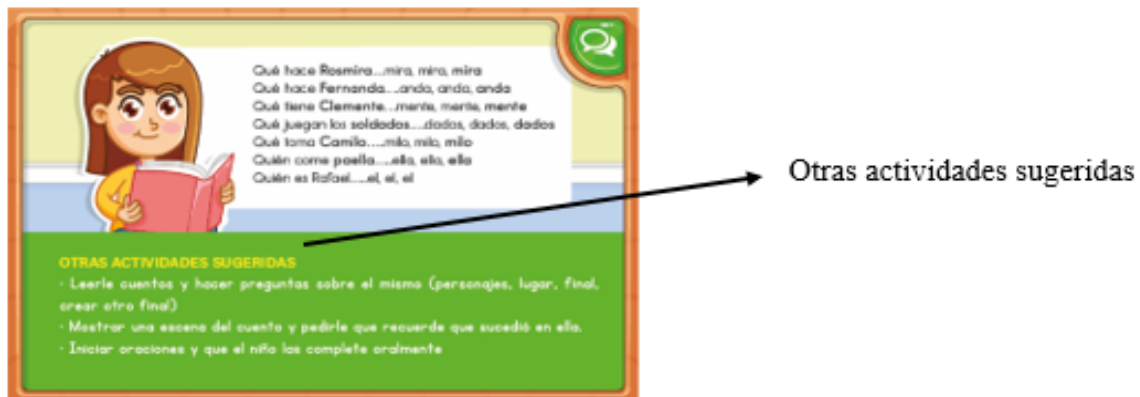 Qué hace Rosmira...mira, mira, mira
Qué hace Fernanda....anda, anda, anda
Qué tiene Clemente...mente, mente, mente
Qué juegan los soldados....dados, dados, dados
Qué toma Camilo.....milo, milo, milo
Quién come paella.....ella, ella, ella
Quién es Rafael.....el, el, el
Otras actividades sugeridas
OTRAS ACTIVIDADES SUGERIDAS
- Leerle cuentos y hacer preguntas sobre el mismo (personajes, lugar, final,
crear otro final)
- Mostrar una escena del cuento y pedirle que recuerde que sucedió en ella.
- Iniciar oraciones y que el niño las complete oralmente